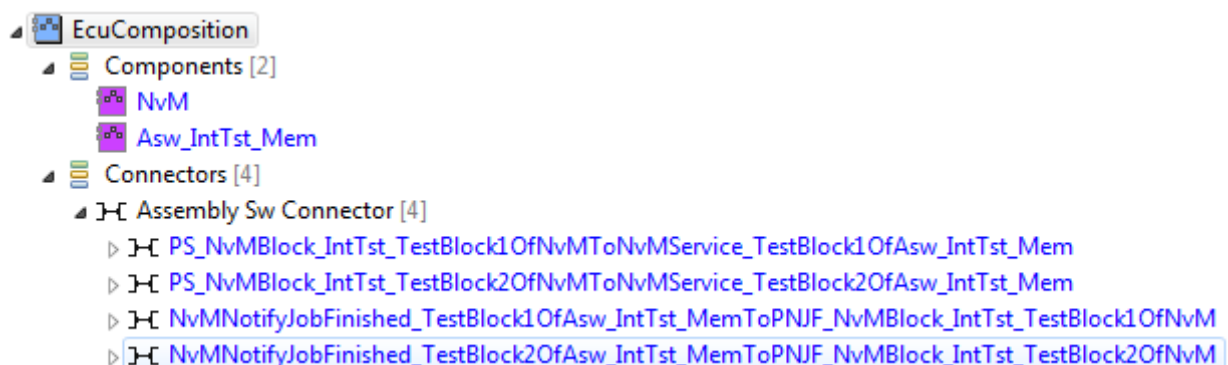 EcuComposition
Components [2]
NvM
Asw_IntTst_Mem
Connectors [4]
Assembly Sw Connector [4]
PS_NvMBlock_IntTst_TestBlock1OfNvMToNvMService_TestBlock1OfAsw_IntTst_Mem
PS_NvMBlock_IntTst_TestBlock2OfNvMToNvMService_TestBlock2OfAsw_IntTst_Mem
NvMNotifyJobFinished_TestBlock1OfAsw_IntTst_MemToPNJF_NvMBlock_IntTst_TestBlock1OfNvM
NvMNotifyJobFinished_TestBlock2OfAsw_IntTst_MemToPNJF_NvMBlock_IntTst_TestBlock2OfNvM